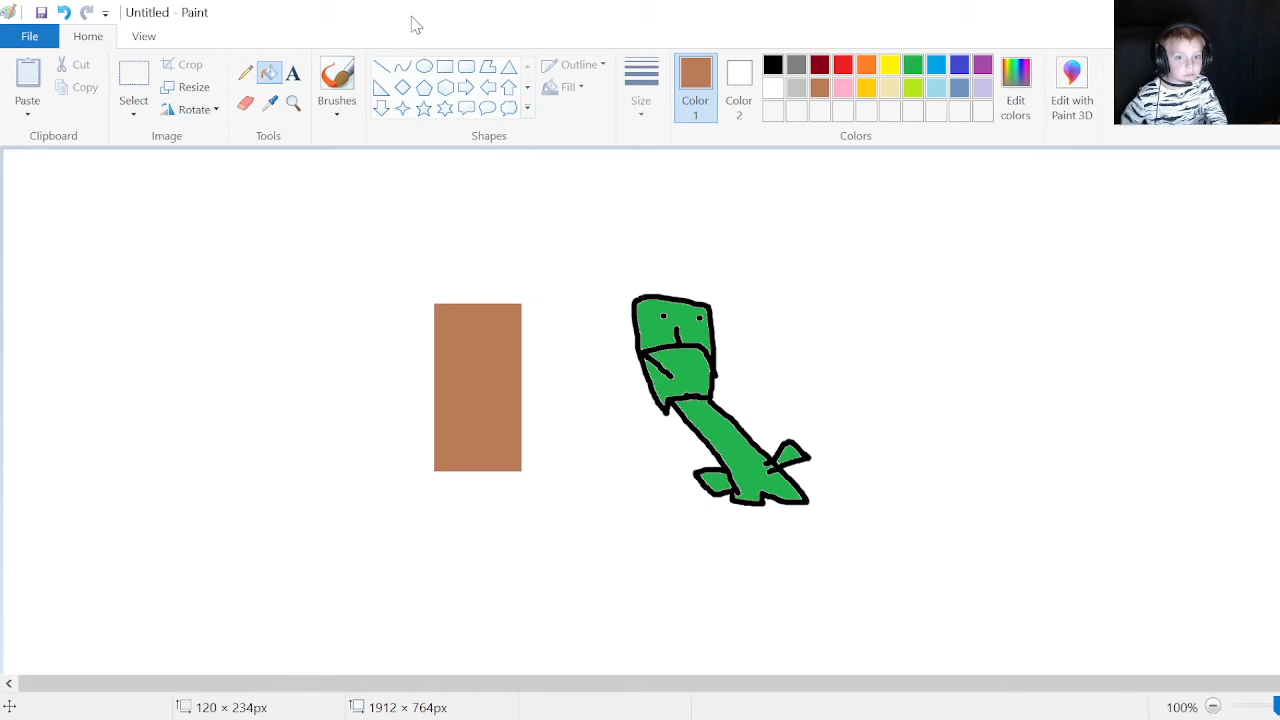 Untitled - Paint
File Home View
Paste
Cut
Copy
Clipboard
Select
Crop
Resize
Rotate
Image
A
Tools
Brushes
Outline
Fill
Shapes
Size
Color 1
Color 2
Edit colors
Colors
Edit with Paint 3D
120 × 234px
1912 × 764px
100%